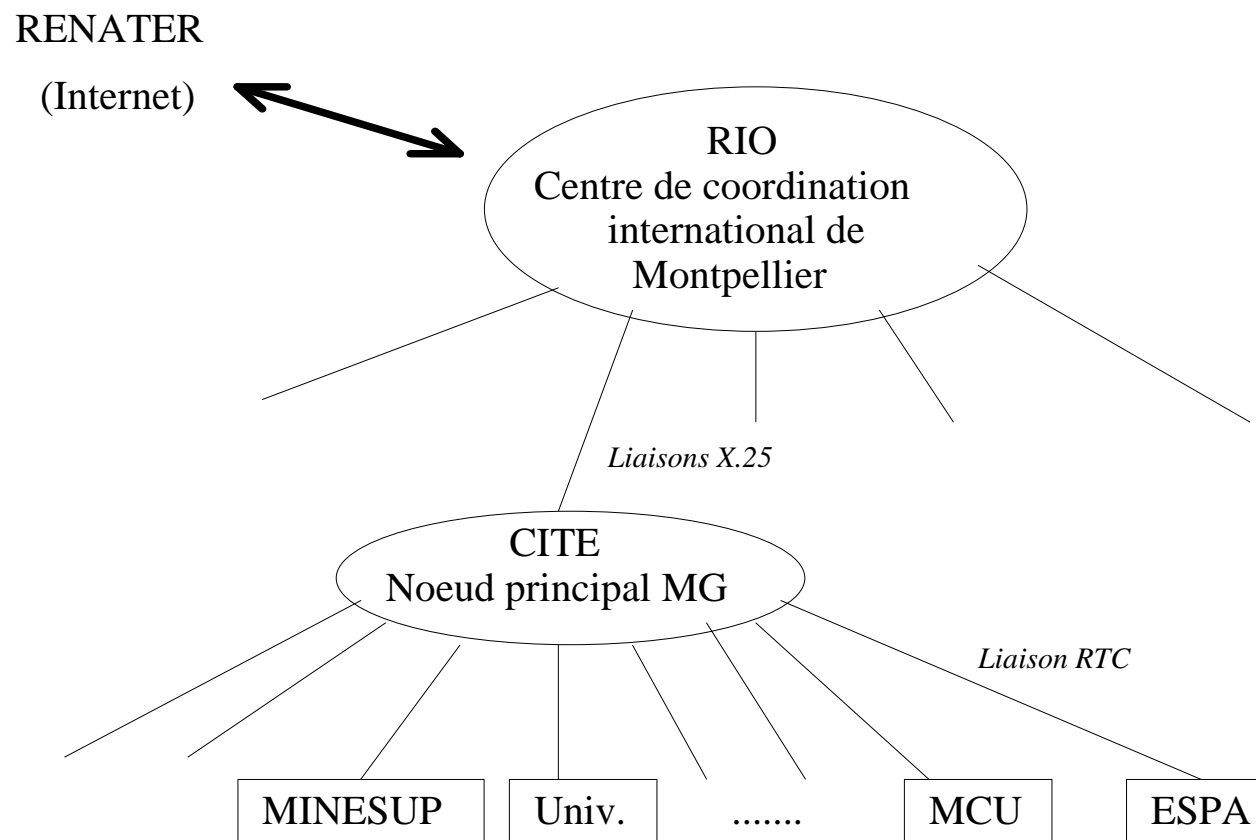 RENATER
(Internet)
RIO
Centre de coordination
international de
Montpellier
Liaisons X.25
CITE
Noeud principal MG
Liaison RTC
MINESUP
Univ.
.......
MCU
ESPA